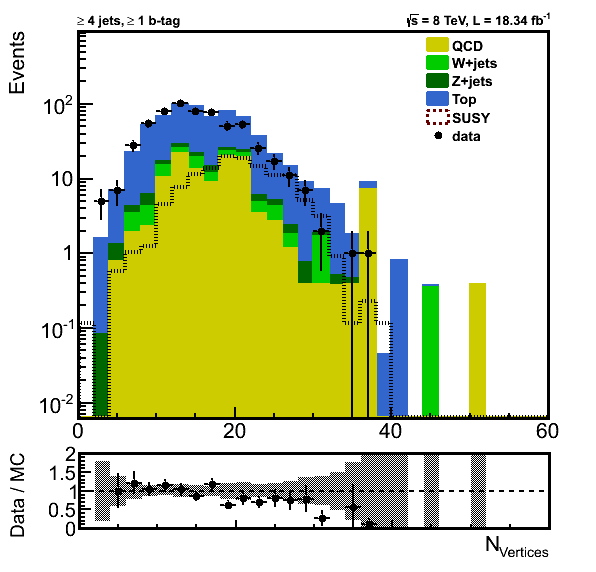 ≥ 4 jets, ≥ 1 b-tag
√s = 8 TeV, L = 18.34 fb⁻¹
Events
QCD
W+jets
Z+jets
Top
SUSY
data
10²
10
1
10⁻¹
10⁻²
0 20 40 60
Data / MC
2
1.5
1
0.5
0
N_Vertices